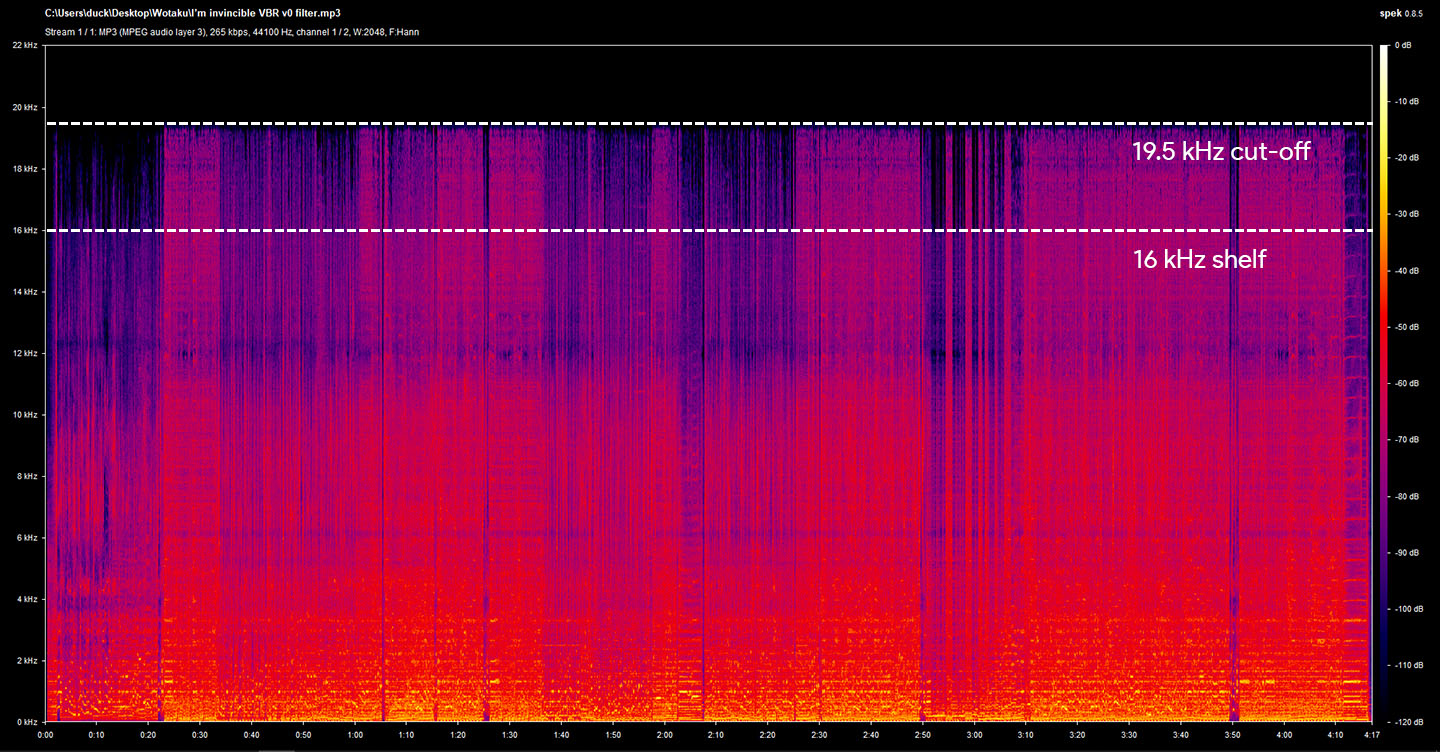 C:\Users\duck\Desktop\Wotaku\I'm invincible VBR v0 filter.mp3
spek 0.8.5
Stream 1 / 1: MP3 (MPEG audio layer 3), 265 kbps, 44100 Hz, channel 1 / 2, W:2048, F:Hann
22 kHz
20 kHz
18 kHz
16 kHz
14 kHz
12 kHz
10 kHz
8 kHz
6 kHz
4 kHz
2 kHz
0 kHz
19.5 kHz cut-off
16 kHz shelf
0 dB
-10 dB
-20 dB
-30 dB
-40 dB
-50 dB
-60 dB
-70 dB
-80 dB
-90 dB
-100 dB
-110 dB
-120 dB
0:00 0:10 0:20 0:30 0:40 0:50 1:00 1:10 1:20 1:30 1:40 1:50 2:00 2:10 2:20 2:30 2:40 2:50 3:00 3:10 3:20 3:30 3:40 3:50 4:00 4:10 4:17